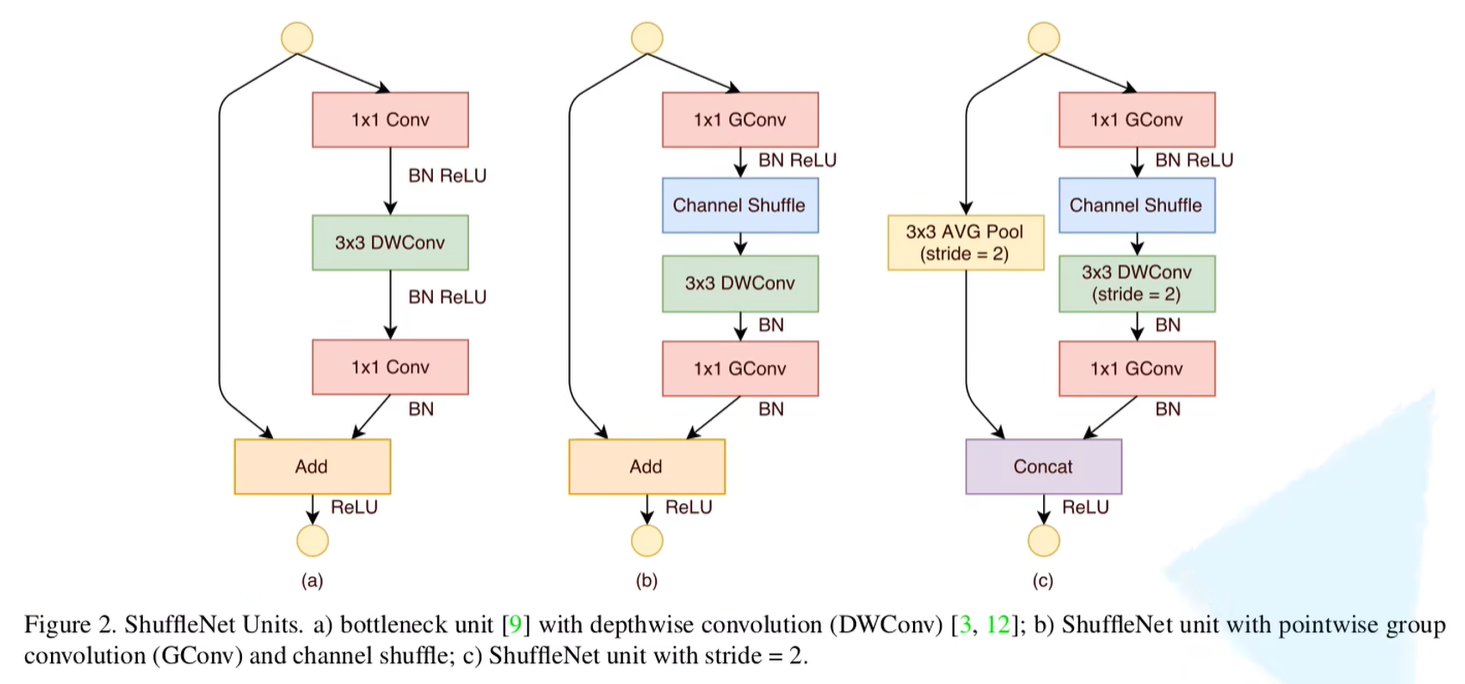 1x1 Conv
BN ReLU
3x3 DWConv
BN ReLU
1x1 Conv
BN
Add
ReLU
(a)
1x1 GConv
BN ReLU
Channel Shuffle
3x3 DWConv
BN
1x1 GConv
BN
Add
ReLU
(b)
1x1 GConv
BN ReLU
3x3 AVG Pool
(stride = 2)
Channel Shuffle
3x3 DWConv
(stride = 2)
BN
1x1 GConv
BN
Concat
ReLU
(c)
Figure 2. ShuffleNet Units. a) bottleneck unit [9] with depthwise convolution (DWConv) [3, 12]; b) ShuffleNet unit with pointwise group
convolution (GConv) and channel shuffle; c) ShuffleNet unit with stride = 2.